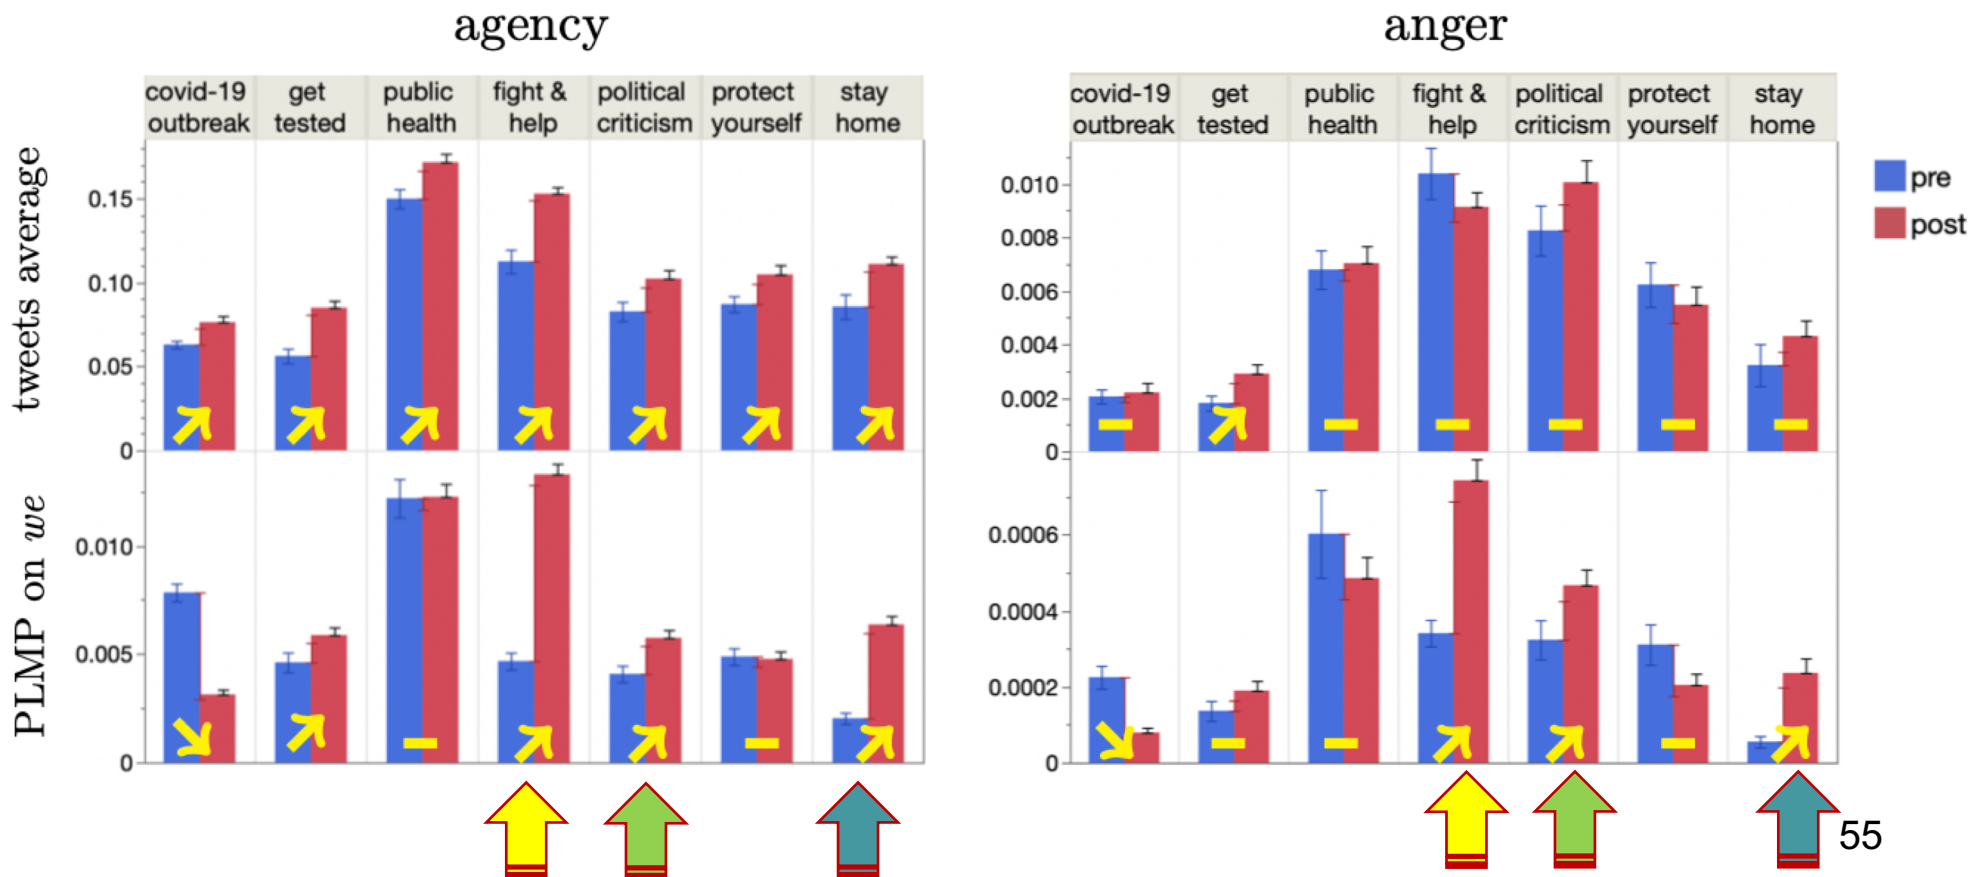 agency
anger
covid-19 get public fight & political protect stay
outbreak tested health help criticism yourself home
covid-19 get public fight & political protect stay
outbreak tested health help criticism yourself home
tweets average
0.15
0.10
0.05
0
0.010
0.008
0.006
0.004
0.002
0
pre
post
PLMP on we
0.010
0.005
0
0.0006
0.0004
0.0002
0
55